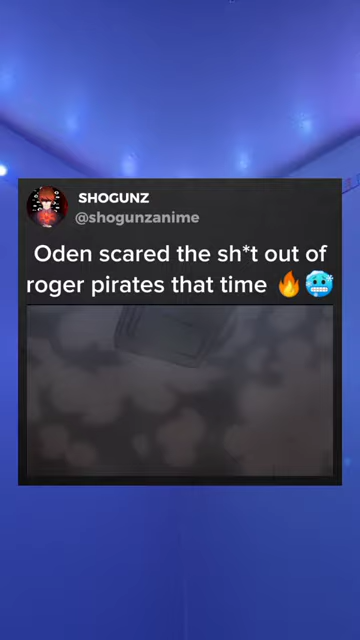 SHOGUNZ
@shogunzanime
Oden scared the sh*t out of
roger pirates that time 🔥🥶